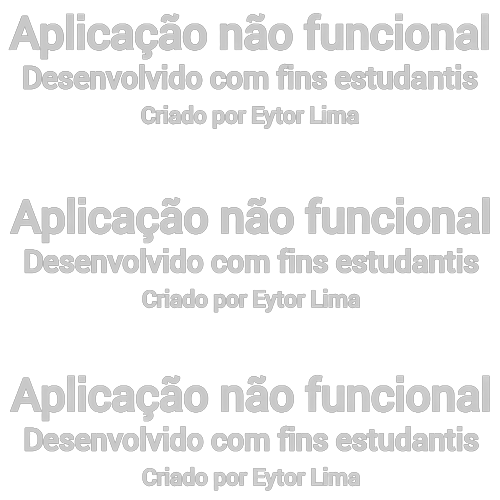 Aplicação não funcional
Desenvolvido com fins estudantis
Criado por Eytor Lima
Aplicação não funcional
Desenvolvido com fins estudantis
Criado por Eytor Lima
Aplicação não funcional
Desenvolvido com fins estudantis
Criado por Eytor Lima